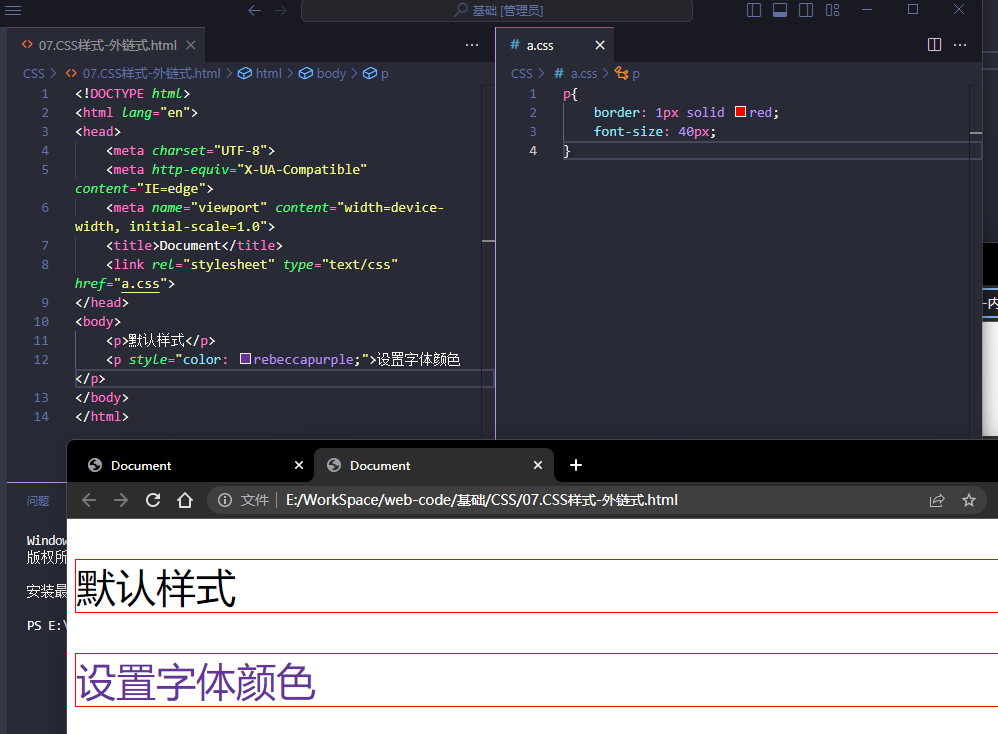 基础 [管理员]
07.CSS样式-外链式.html
CSS > 07.CSS样式-外链式.html > html > body > p
1 <!DOCTYPE html>
2 <html lang="en">
3 <head>
4 <meta charset="UTF-8">
5 <meta http-equiv="X-UA-Compatible"
content="IE=edge">
6 <meta name="viewport" content="width=device-
width, initial-scale=1.0">
7 <title>Document</title>
8 <link rel="stylesheet" type="text/css"
href="a.css">
9 </head>
10 <body>
11 <p>默认样式</p>
12 <p style="color: rebeccapurple;">设置字体颜色
</p>
13 </body>
14 </html>
# a.css
CSS > # a.css > p
1 p{
2 border: 1px solid red;
3 font-size: 40px;
4 }
问题
Window
版权所
安装最
PS E:\
-内
Document
Document
文件 | E:/WorkSpace/web-code/基础/CSS/07.CSS样式-外链式.html
默认样式
设置字体颜色